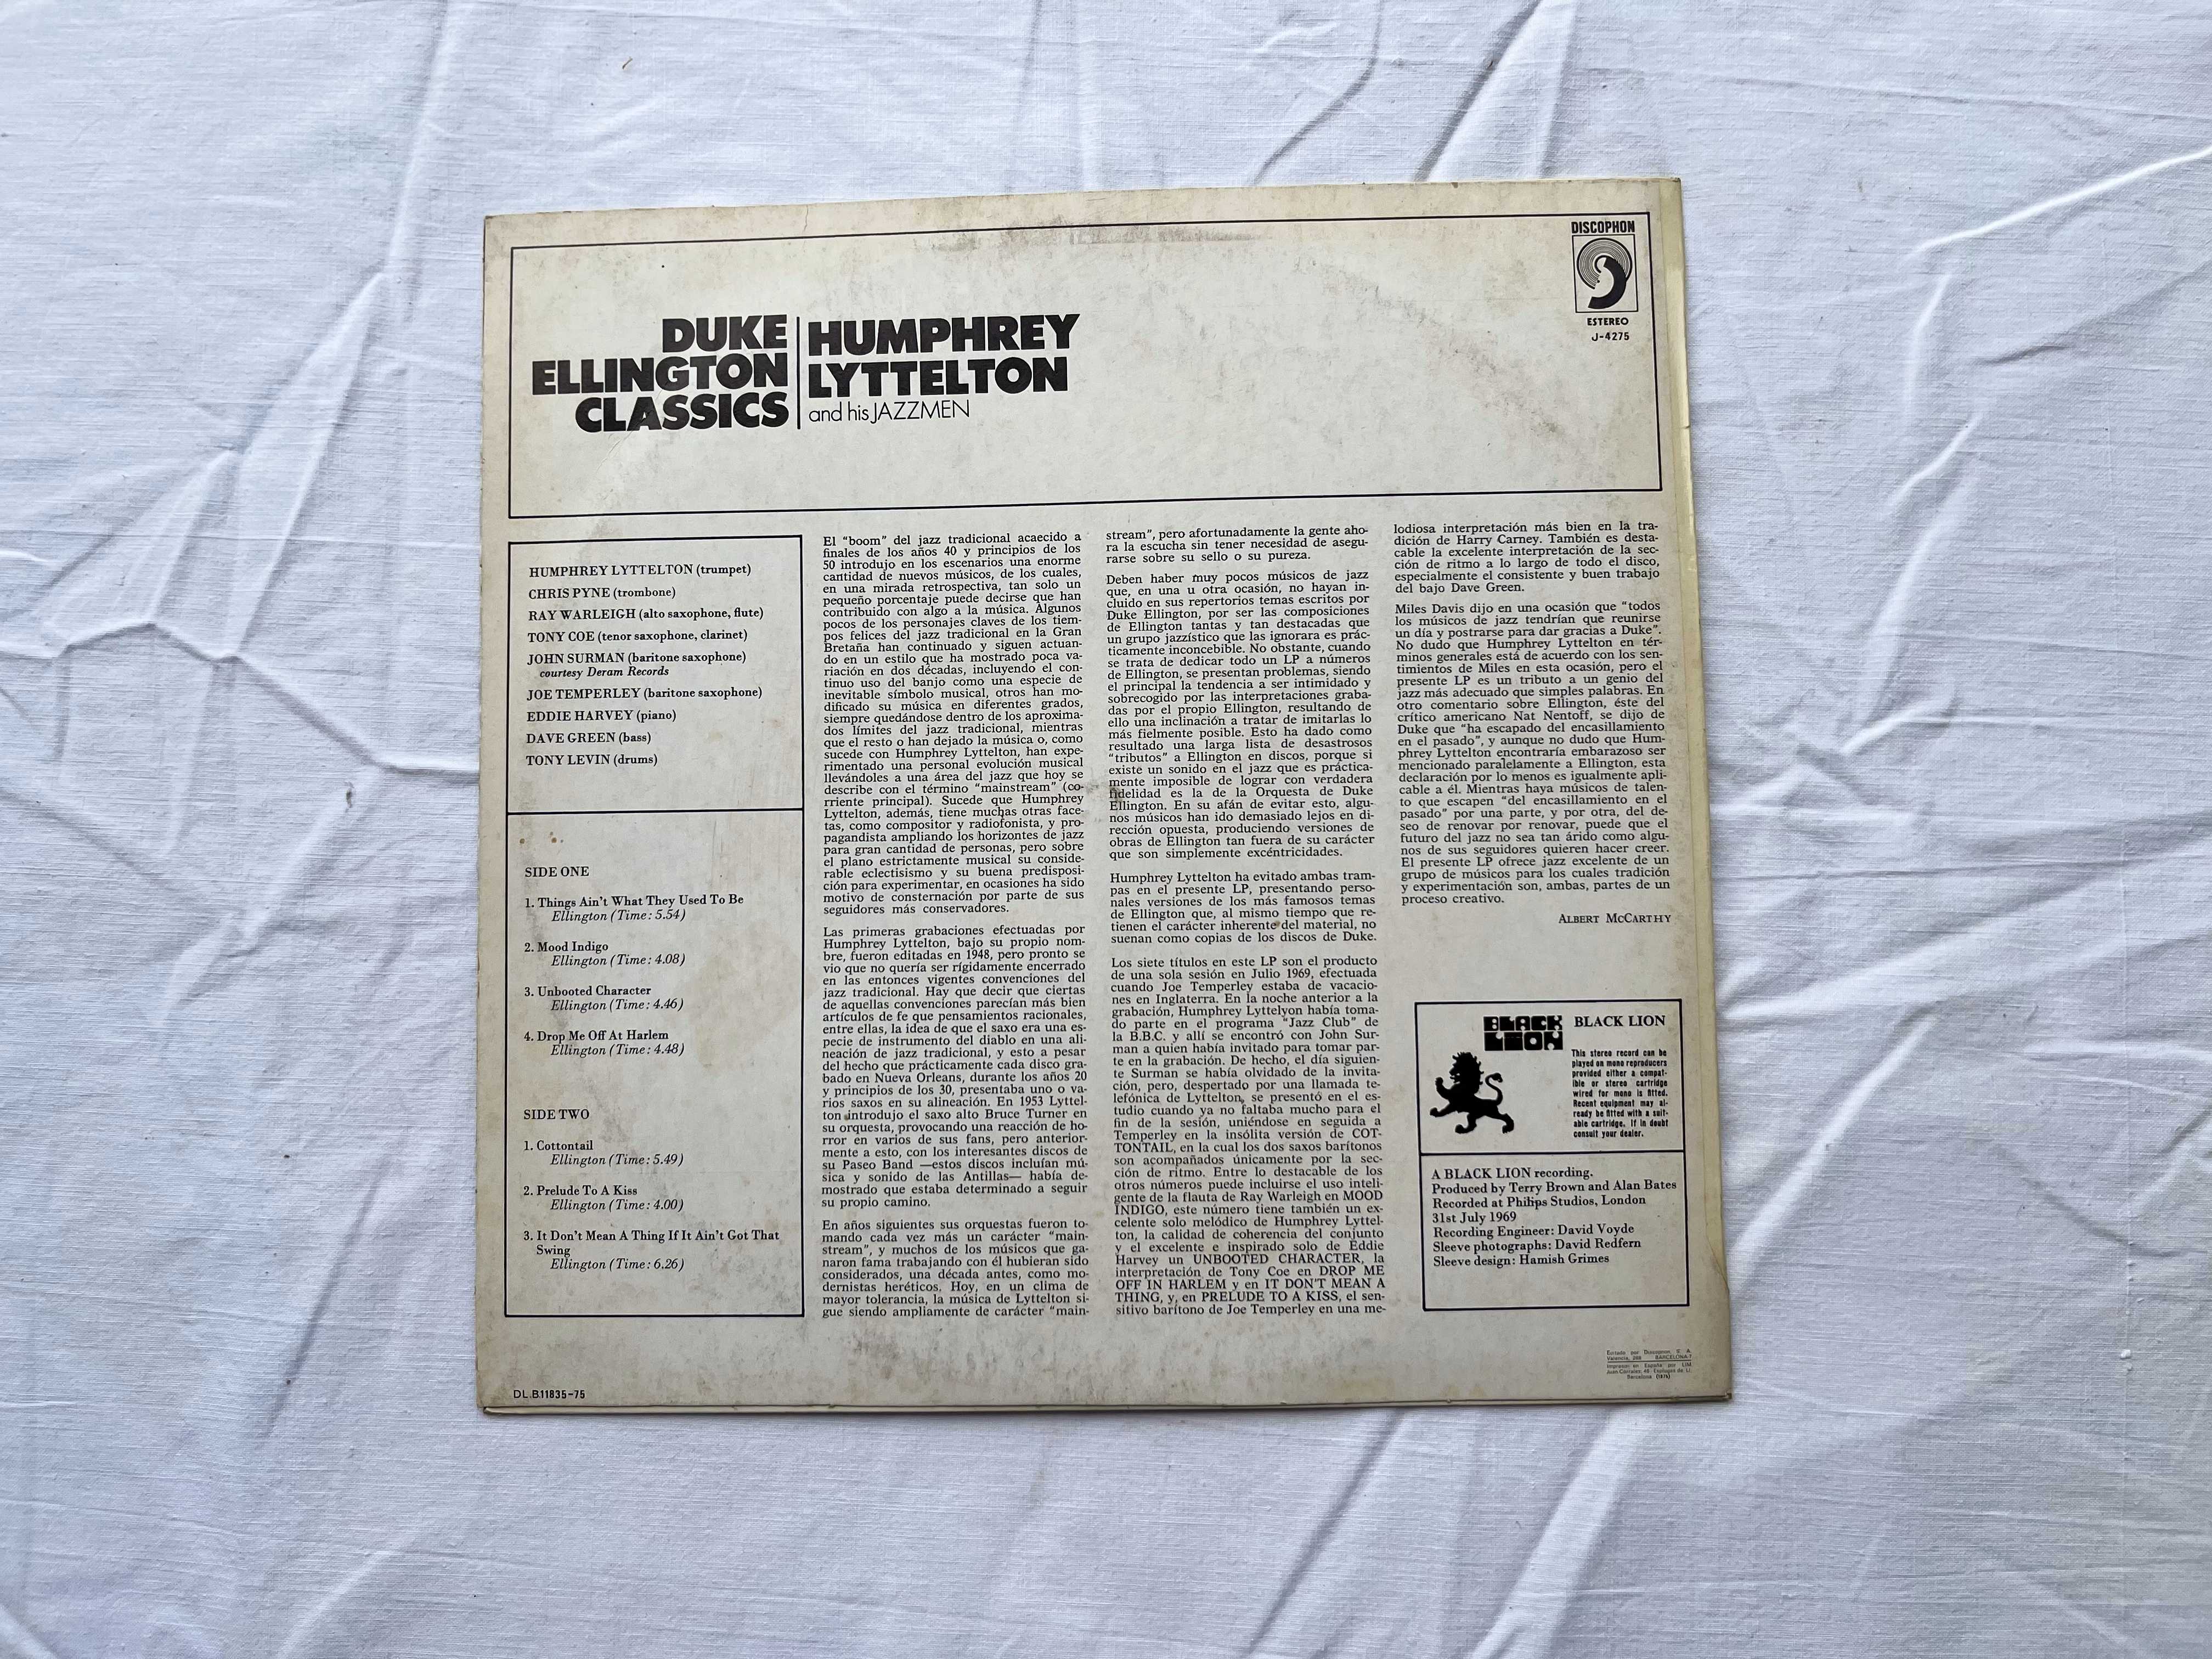 DISCOPHON
ESTEREO
J-4275
DUKE
ELLINGTON
CLASSICS
HUMPHREY
LYTTELTON
and his JAZZMEN
HUMPHREY LYTTELTON (trumpet)
CHRIS PYNE (trombone)
RAY WARLEIGH (alto saxophone, flute)
TONY COE (tenor saxophone, clarinet)
JOHN SURMAN (baritone saxophone)
courtesy Deram Records
JOE TEMPERLEY (baritone saxophone)
EDDIE HARVEY (piano)
DAVE GREEN (bass)
TONY LEVIN (drums)
SIDE ONE
1. Things Ain't What They Used To Be
Ellington (Time: 5.54)
2. Mood Indigo
Ellington (Time: 4.08)
3. Unbooted Character
Ellington (Time: 4.46)
4. Drop Me Off At Harlem
Ellington (Time: 4.48)
SIDE TWO
1. Cottontail
Ellington (Time: 5.49)
2. Prelude To A Kiss
Ellington (Time: 4.00)
3. It Don't Mean A Thing If It Ain't Got That
Swing
Ellington (Time: 6.26)
El "boom" del jazz tradicional acaecido a
finales de los años 40 y principios de los
50 introdujo en los escenarios una enorme
cantidad de nuevos músicos, de los cuales,
en una mirada retrospectiva, tan solo un
pequeño porcentaje puede decirse que han
contribuido con algo a la música. Algunos
pocos de los personajes claves de los tiem-
pos felices del jazz tradicional en la Gran
Bretaña han continuado y siguen actuan-
do en un estilo que ha mostrado poca va-
riación en dos décadas, incluyendo el con-
tinuo uso del banjo como una especie de
inevitable símbolo musical, otros han mo-
dificado su música en diferentes grados,
siempre quedándose dentro de los aproxima-
dos límites del jazz tradicional, mientras
que el resto o han dejado la música o, como
sucede con Humphrey Lyttelton, han expe-
rimentado una personal evolución musical
llevándoles a una área del jazz que hoy se
describe con el término "mainstream" (co-
rriente principal). Sucede que Humphrey
Lyttelton, además, tiene muchas otras face-
tas, como compositor y radiofonista, y pro-
pagandista ampliando los horizontes de jazz
para gran cantidad de personas, pero sobre
el plano estrictamente musical su conside-
rable eclectisismo y su buena predisposi-
ción para experimentar, en ocasiones ha sido
motivo de consternación por parte de sus
seguidores más conservadores.
Las primeras grabaciones efectuadas por
Humphrey Lyttelton, bajo su propio nom-
bre, fueron editadas en 1948, pero pronto se
vio que no quería ser rígidamente encerrado
en las entonces vigentes convenciones del
jazz tradicional. Hay que decir que ciertas
de aquellas convenciones parecían más bien
artículos de fe que pensamientos racionales,
entre ellas, la idea de que el saxo era una es-
pecie de instrumento del diablo en una ali-
neación de jazz tradicional, y esto a pesar
del hecho que prácticamente cada disco gra-
bado en Nueva Orleans, durante los años 20
y principios de los 30, presentaba uno o va-
rios saxos en su alineación. En 1953 Lyttel-
ton introdujo el saxo alto Bruce Turner en
su orquesta, provocando una reacción de ho-
rror en varios de sus fans, pero anterior-
mente a esto, con los interesantes discos de
su Paseo Band —estos discos incluían mú-
sica y sonido de las Antillas— había de-
mostrado que estaba determinado a seguir
su propio camino.
En años siguientes sus orquestas fueron to-
mando cada vez más un carácter "main-
stream", y muchos de los músicos que ga-
naron fama trabajando con él hubieran sido
considerados, una década antes, como mo-
dernistas heréticos. Hoy, en un clima de
mayor tolerancia, la música de Lyttelton si-
gue siendo ampliamente de carácter "main-
stream", pero afortunadamente la gente aho-
ra la escucha sin tener necesidad de asegu-
rarse sobre su sello o su pureza.
Deben haber muy pocos músicos de jazz
que, en una u otra ocasión, no hayan in-
cluido en sus repertorios temas escritos por
Duke Ellington, por ser las composiciones
de Ellington tantas y tan destacadas que
un grupo jazzístico que las ignorara es prác-
ticamente inconcebible. No obstante, cuando
se trata de dedicar todo un LP a números
de Ellington, se presentan problemas, siendo
el principal la tendencia a ser intimidado y
sobrecogido por las interpretaciones graba-
das por el propio Ellington, resultando de
ello una inclinación a tratar de imitarlas lo
más fielmente posible. Esto ha dado como
resultado una larga lista de desastrosos
"tributos" a Ellington en discos, porque si
existe un sonido en el jazz que es práctica-
mente imposible de lograr con verdadera
fidelidad es la de la Orquesta de Duke
Ellington. En su afán de evitar esto, algu-
nos músicos han ido demasiado lejos en di-
rección opuesta, produciendo versiones de
obras de Ellington tan fuera de su carácter
que son simplemente excéntricidades.
Humphrey Lyttelton ha evitado ambas tram-
pas en el presente LP, presentando perso-
nales versiones de los más famosos temas
de Ellington que, al mismo tiempo que re-
tienen el carácter inherente del material, no
suenan como copias de los discos de Duke.
Los siete títulos en este LP son el producto
de una sola sesión en Julio 1969, efectuada
cuando Joe Temperley estaba de vacacio-
nes en Inglaterra. En la noche anterior a la
grabación, Humphrey Lyttelyon había toma-
do parte en el programa "Jazz Club" de
la B.B.C. y allí se encontró con John Sur-
man a quien había invitado para tomar par-
te en la grabación. De hecho, el día siguien-
te Surman se había olvidado de la invita-
ción, pero, despertado por una llamada te-
lefónica de Lyttelton, se presentó en el es-
tudio cuando ya no faltaba mucho para el
fin de la sesión, uniéndose en seguida a
Temperley en la insólita versión de COT-
TONTAIL, en la cual los dos saxos barítonos
son acompañados únicamente por la sec-
ción de ritmo. Entre lo destacable de los
otros números puede incluirse el uso inteli-
gente de la flauta de Ray Warleigh en MOOD
INDIGO, este número tiene también un ex-
celente solo melódico de Humphrey Lyttel-
ton, la calidad de coherencia del conjunto
y el excelente e inspirado solo de Eddie
Harvey un UNBOOTED CHARACTER, la
interpretación de Tony Coe en DROP ME
OFF IN HARLEM y en IT DON'T MEAN A
THING, y, en PRELUDE TO A KISS, el sen-
sitivo barítono de Joe Temperley en una me-
lodiosa interpretación más bien en la tra-
dición de Harry Carney. También es desta-
cable la excelente interpretación de la sec-
ción de ritmo a lo largo de todo el disco,
especialmente el consistente y buen trabajo
del bajo Dave Green.
Miles Davis dijo en una ocasión que "todos
los músicos de jazz tendrían que reunirse
un día y postrarse para dar gracias a Duke".
No dudo que Humphrey Lyttelton en tér-
minos generales está de acuerdo con los sen-
timientos de Miles en esta ocasión, pero el
presente LP es un tributo a un genio del
jazz más adecuado que simples palabras. En
otro comentario sobre Ellington, éste del
crítico americano Nat Nentoff, se dijo de
Duke que "ha escapado del encasillamiento
en el pasado", y aunque no dudo que Hum-
phrey Lyttelton encontraría embarazoso ser
mencionado paralelamente a Ellington, esta
declaración por lo menos es igualmente apli-
cable a él. Mientras haya músicos de talen-
to que escapen "del encasillamiento en el
pasado" por una parte, y por otra, del de-
seo de renovar por renovar, puede que el
futuro del jazz no sea tan árido como algu-
nos de sus seguidores quieren hacer creer.
El presente LP ofrece jazz excelente de un
grupo de músicos para los cuales tradición
y experimentación son, ambas, partes de un
proceso creativo.
ALBERT MCCARTHY
BLACK
LION
BLACK LION
This stereo record can be
played on mono reproducers
provided either a compat-
ible or stereo cartridge
wired for mono is fitted.
Recent equipment may al-
ready be fitted with a suit-
able cartridge. If in doubt
consult your dealer.
A BLACK LION recording.
Produced by Terry Brown and Alan Bates
Recorded at Philips Studios, London
31st July 1969
Recording Engineer: David Voyde
Sleeve photographs: David Redfern
Sleeve design: Hamish Grimes
Editado por Discophon, S. A.
BARCELONA-7
Impreso en España por
Barcelona (1975)
DL.B.11835-75